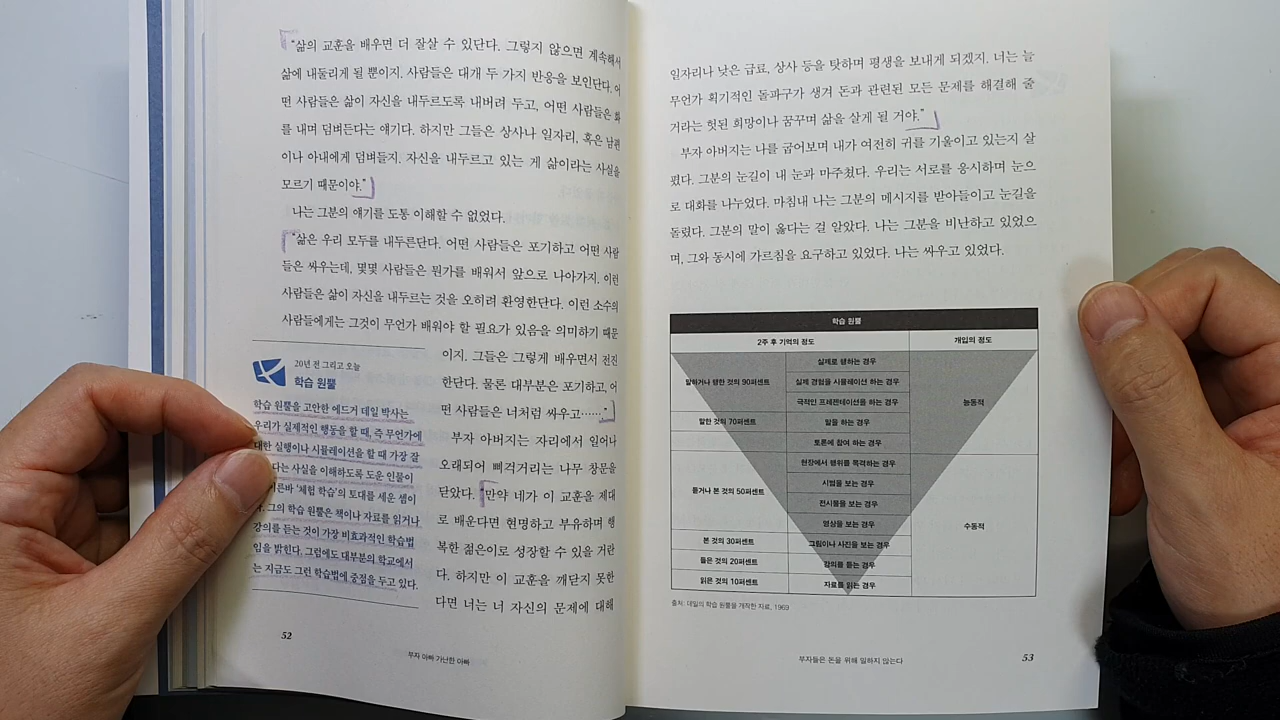 “삶의 교훈을 배우면 더 잘살 수 있단다. 그렇지 않으면 계속해서
삶에 내돌리게 될 뿐이지. 사람들은 대개 두 가지 반응을 보인단다. 어
떤 사람들은 삶이 자신을 내두르도록 내버려 두고, 어떤 사람들은 화
를 내며 덤벼든다는 얘기다. 하지만 그들은 상사나 일자리, 혹은 남편
이나 아내에게 덤벼들지. 자신을 내두르고 있는 게 삶이라는 사실을
모르기 때문이야.”
나는 그분의 얘기를 도통 이해할 수 없었다.
“삶은 우리 모두를 내두른단다. 어떤 사람들은 포기하고 어떤 사람
들은 싸우는데, 몇몇 사람들은 뭔가를 배워서 앞으로 나아가지. 이런
사람들은 삶이 자신을 내두르는 것을 오히려 환영한단다. 이런 소수의
사람들에게는 그것이 무언가 배워야 할 필요가 있음을 의미하기 때문
이지. 그들은 그렇게 배우면서 전진
한단다. 물론 대부분은 포기하고, 어
떤 사람들은 너처럼 싸우고…….”
부자 아버지는 자리에서 일어나
오래되어 삐걱거리는 나무 창문을
닫았다. “만약 네가 이 교훈을 제대
로 배운다면 현명하고 부유하며 행
복한 젊은이로 성장할 수 있을 거란
다. 하지만 이 교훈을 깨닫지 못한
다면 너는 너 자신의 문제에 대해
20년 전 그리고 오늘
학습 원뿔
학습 원뿔을 고안한 에드거 데일 박사는
우리가 실제적인 행동을 할 때, 즉 무언가에
대한 실행이나 시뮬레이션을 할 때 가장 잘
다는 사실을 이해하도록 도운 인물이
른바 ‘체험 학습’의 토대를 세운 셈이
그의 학습 원뿔은 책이나 자료를 읽거나
강의를 듣는 것이 가장 비효과적인 학습법
임을 밝힌다. 그럼에도 대부분의 학교에서
는 지금도 그런 학습법에 중점을 두고 있다.
52
부자 아빠 가난한 아빠
일자리나 낮은 급료, 상사 등을 탓하며 평생을 보내게 되겠지. 너는 늘
무언가 획기적인 돌파구가 생겨 돈과 관련된 모든 문제를 해결해 줄
거라는 헛된 희망이나 꿈꾸며 삶을 살게 될 거야.”
부자 아버지는 나를 굽어보며 내가 여전히 귀를 기울이고 있는지 살
폈다. 그분의 눈길이 내 눈과 마주쳤다. 우리는 서로를 응시하며 눈으
로 대화를 나누었다. 마침내 나는 그분의 메시지를 받아들이고 눈길을
돌렸다. 그분의 말이 옳다는 걸 알았다. 나는 그분을 비난하고 있었으
며, 그와 동시에 가르침을 요구하고 있었다. 나는 싸우고 있었다.
학습 원뿔
2주 후 기억의 정도 개입의 정도
실제로 행하는 경우
말하거나 행한 것의 90퍼센트 실제 경험을 시뮬레이션 하는 경우
극적인 프레젠테이션을 하는 경우 능동적
말한 것의 70퍼센트 말을 하는 경우
토론에 참여 하는 경우
현장에서 행위를 목격하는 경우
듣거나 본 것의 50퍼센트 시범을 보는 경우
전시물을 보는 경우
영상을 보는 경우 수동적
본 것의 30퍼센트 그림이나 사진을 보는 경우
들은 것의 20퍼센트 강의를 듣는 경우
읽은 것의 10퍼센트 자료를 읽는 경우
출처: 데일의 학습 원뿔을 개작한 자료, 1969
부자들은 돈을 위해 일하지 않는다
53